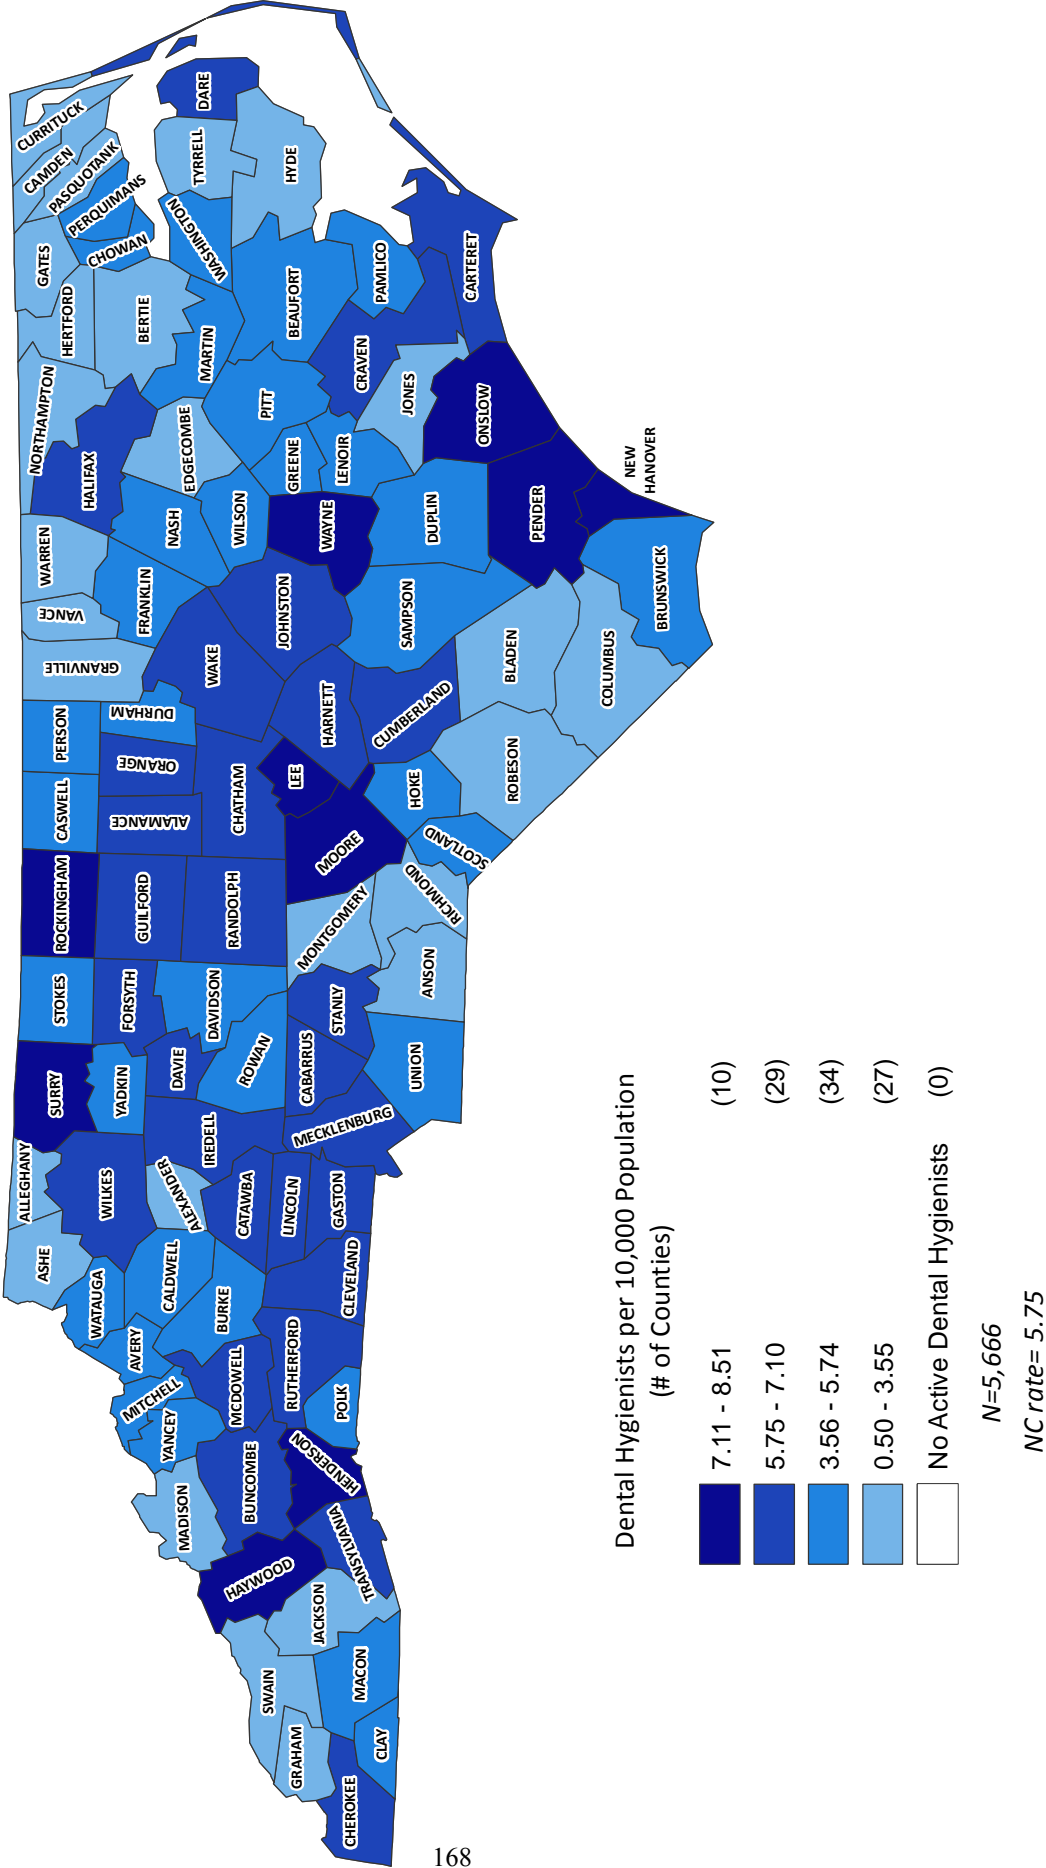 CHEROKEE
GRAHAM
CLAY
SWAIN
MACON
JACKSON
HAYWOOD
TRANSYLVANIA
MADISON
BUNCOMBE
HENDERSON
YANCEY
MITCHELL
AVERY
MCDOWELL
RUTHERFORD
POLK
WATAUGA
CALDWELL
BURKE
CLEVELAND
ASHE
ALLEGHANY
WILKES
ALEXANDER
CATAWBA
LINCOLN
GASTON
SURRY
YADKIN
IREDELL
DAVIE
ROWAN
CABARRUS
MECKLENBURG
STOKES
FORSYTH
DAVIDSON
STANLY
UNION
ROCKINGHAM
GUILFORD
RANDOLPH
MONTGOMERY
ANSON
RICHMOND
CASWELL
ALAMANCE
CHATHAM
MOORE
SCOTLAND
PERSON
ORANGE
DURHAM
LEE
HARNETT
HOKE
CUMBERLAND
ROBESON
GRANVILLE
VANCE
WARREN
FRANKLIN
WAKE
JOHNSTON
SAMPSON
BLADEN
COLUMBUS
BRUNSWICK
NORTHAMPTON
HALIFAX
NASH
EDGECOMBE
WILSON
WAYNE
GREENE
LENOIR
DUPLIN
PENDER
NEW
HANOVER
HERTFORD
GATES
BERTIE
MARTIN
PITT
BEAUFORT
CRAVEN
JONES
ONSLOW
CARTERET
PAMLICO
CURRITUCK
CAMDEN
PASQUOTANK
PERQUIMANS
CHOWAN
WASHINGTON
TYRRELL
DARE
HYDE
Dental Hygienists per 10,000 Population
(# of Counties)
7.11 - 8.51 (10)
5.75 - 7.10 (29)
3.56 - 5.74 (34)
0.50 - 3.55 (27)
No Active Dental Hygienists (0)
N=5,666
NC rate= 5.75
168